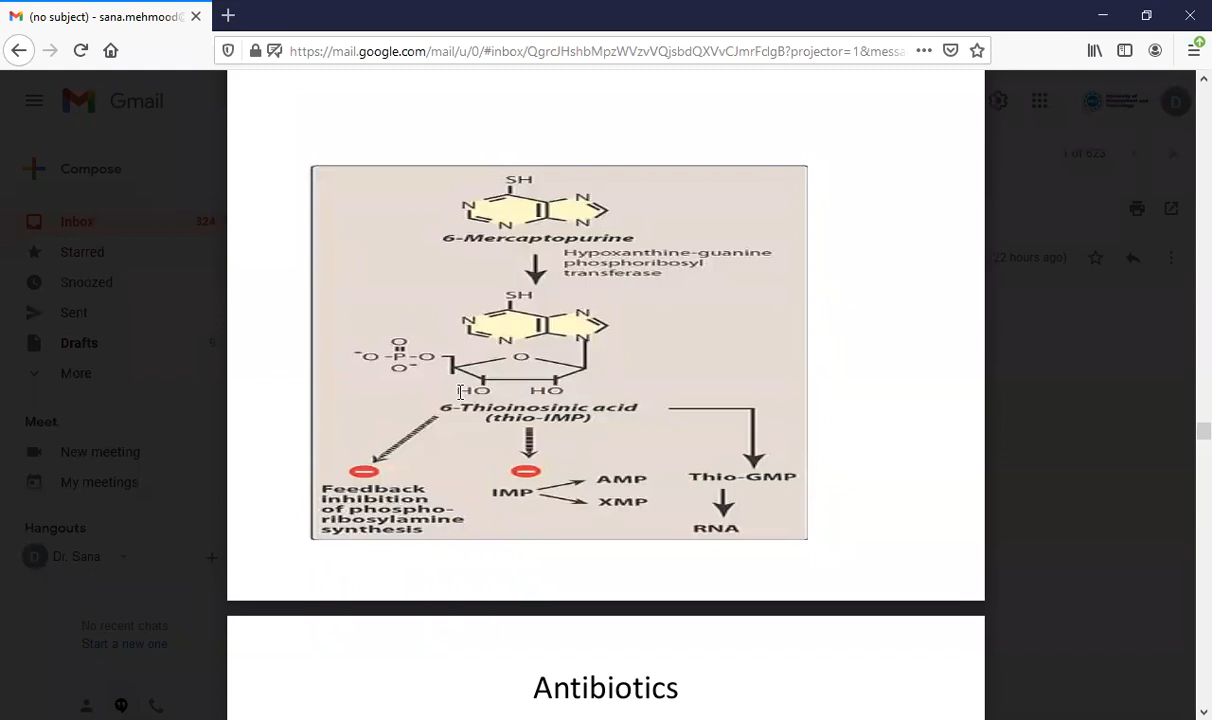 (no subject) - sana.mehmood@
https://mail.google.com/mail/u/0/#inbox/QgrcJHshbMpzWVzvVQjsbdQXVvCJmrFclgB?projector=1&messa
Gmail
Compose
Inbox 324
Starred
Snoozed
Sent
Drafts 9
More
Meet
New meeting
My meetings
Hangouts
Dr. Sana
No recent chats
Start a new one
1 of 623
22 hours ago)
D
D
SH
N N
N N
6-Mercaptopurine
Hypoxanthine-guanine
phosphoribosyl
transferase
SH
N N
N N
O
-O-P-O
O-
O
HO HO
6-Thioinosinic acid
(thio-IMP)
Feedback
inhibition
of phospho-
ribosylamine
synthesis
IMP
AMP
XMP
Thio-GMP
RNA
Antibiotics